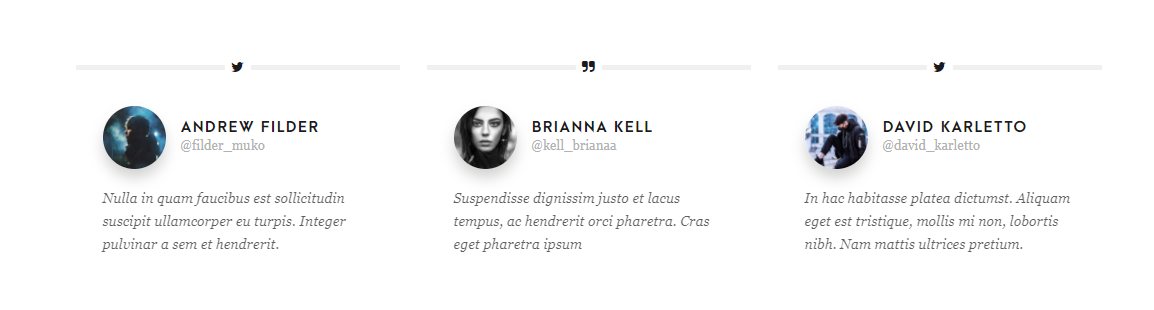 ANDREW FILDER
@filder_muko
Nulla in quam faucibus est sollicitudin
suscipit ullamcorper eu turpis. Integer
pulvinar a sem et hendrerit.
BRIANNA KELL
@kell_brianaa
Suspendisse dignissim justo et lacus
tempus, ac hendrerit orci pharetra. Cras
eget pharetra ipsum
DAVID KARLETTO
@david_karletto
In hac habitasse platea dictumst. Aliquam
eget est tristique, mollis mi non, lobortis
nibh. Nam mattis ultrices pretium.